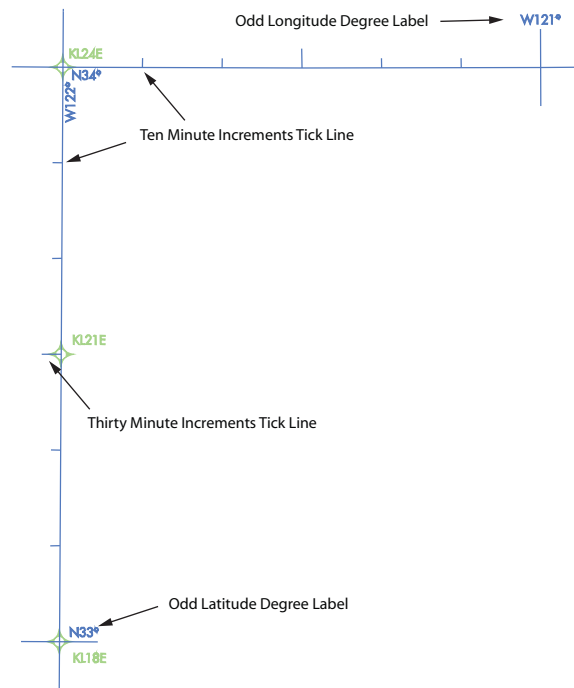 Odd Longitude Degree Label
W121°
KL24E
N34°
W122°
Ten Minute Increments Tick Line
KL21E
Thirty Minute Increments Tick Line
Odd Latitude Degree Label
N33°
KL18E